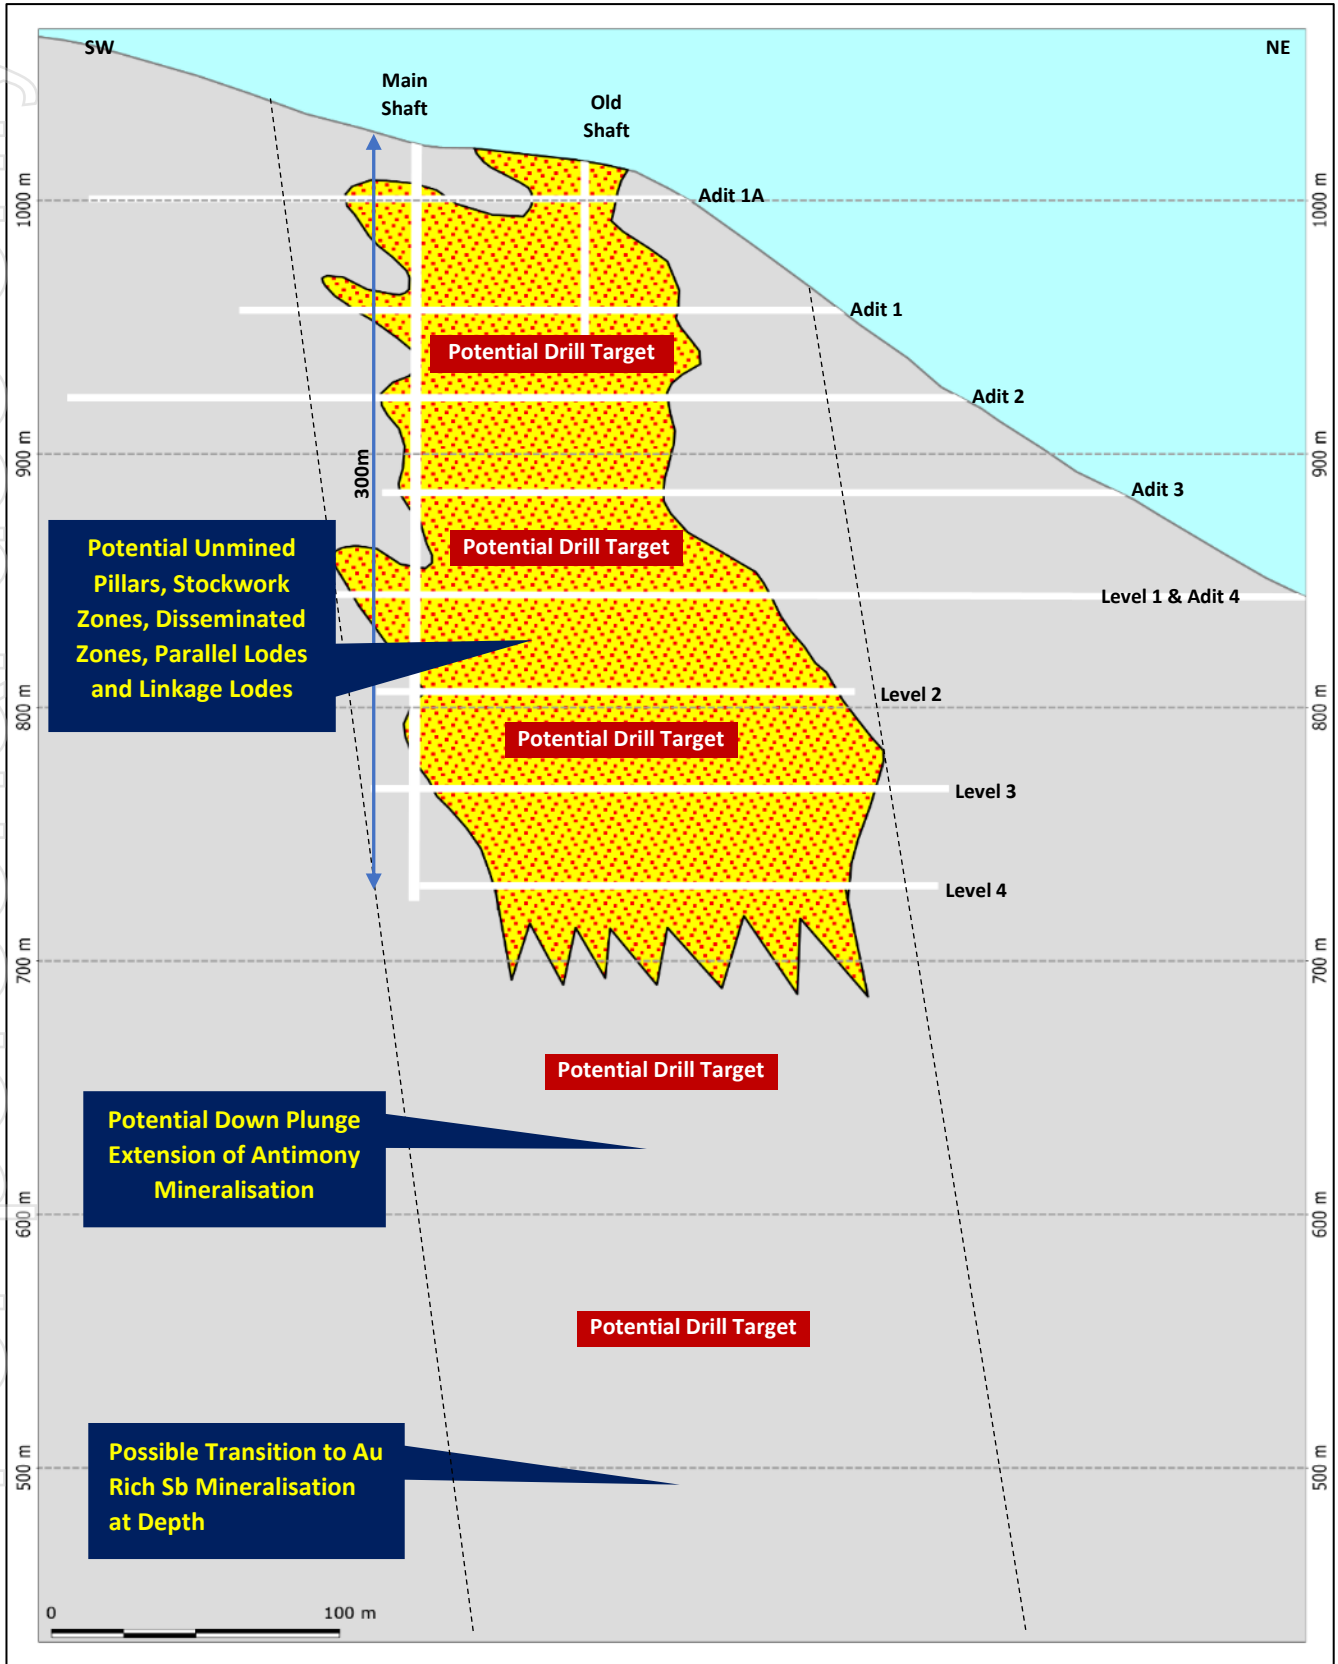 SW
NE
Main
Shaft
Old
Shaft
1000 m
Adit 1A
1000 m
Adit 1
Potential Drill Target
Adit 2
900 m
300m
900 m
Adit 3
Potential Drill Target
Potential Unmined
Pillars, Stockwork
Zones, Disseminated
Zones, Parallel Lodes
and Linkage Lodes
Level 1 & Adit 4
Level 2
800 m
800 m
Potential Drill Target
Level 3
Level 4
700 m
700 m
Potential Drill Target
Potential Down Plunge
Extension of Antimony
Mineralisation
600 m
600 m
Potential Drill Target
Possible Transition to Au
Rich Sb Mineralisation
at Depth
500 m
500 m
0
100 m